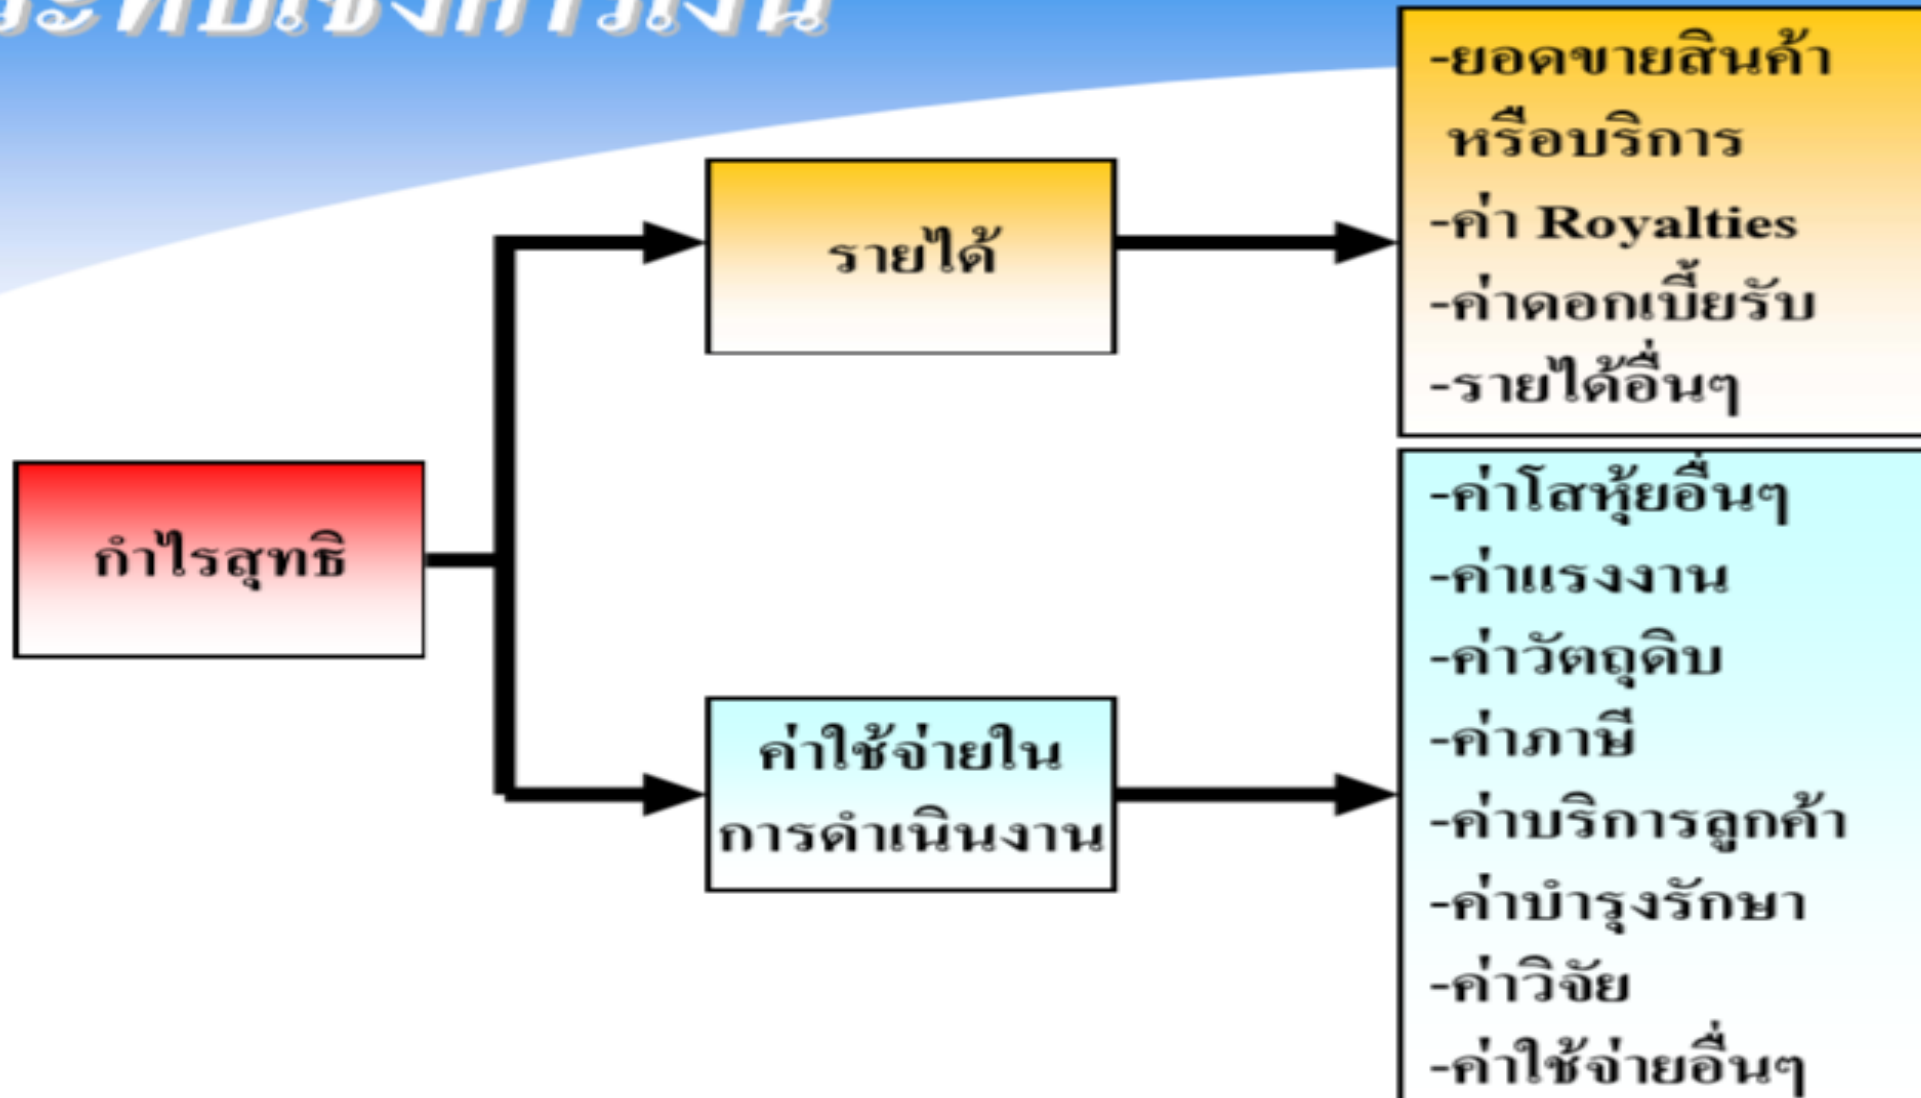 -ยอดขายสินค้า
หรือบริการ
-ค่า Royalties
-ค่าดอกเบี้ยรับ
-รายได้อื่นๆ
รายได้
กำไรสุทธิ
ค่าใช้จ่ายใน
การดำเนินงาน
-ค่าโสหุ้ยอื่นๆ
-ค่าแรงงาน
-ค่าวัตถุดิบ
-ค่าภาษี
-ค่าบริการลูกค้า
-ค่าบำรุงรักษา
-ค่าวิจัย
-ค่าใช้จ่ายอื่นๆ